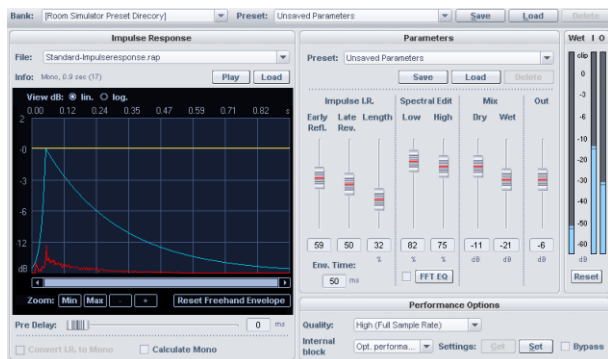 Bank: [Room Simulator Preset Direcory] Preset: Unsaved Parameters Save Load Delete
Impulse Response
File: Standard-Impulseresponse.rap
Info: Mono, 0.9 sec (17) Play Load
View dB: lin. log.
0.00 0.12 0.24 0.35 0.47 0.59 0.71 0.82 s
2
-0
-3
-6
12
dB
Zoom: Min Max - + Reset Freehand Envelope
Pre Delay: 0 ms
Convert I.R. to Mono Calculate Mono
Parameters
Preset: Unsaved Parameters
Save Load Delete
Impulse I.R. Spectral Edit Mix Out
Early Refl. Late Rev. Length Low High Dry Wet
59 50 32 82 75 -11 -21 -6
% % dB dB dB
Env. Time:
50 ms
FFT EQ
Performance Options
Quality: High (Full Sample Rate)
Internal block Opt. performa... Settings: Get Set Bypass
Wet I O
clip
0
-3
-6
-10
-20
-30
-40
-50
-60
dB
Reset